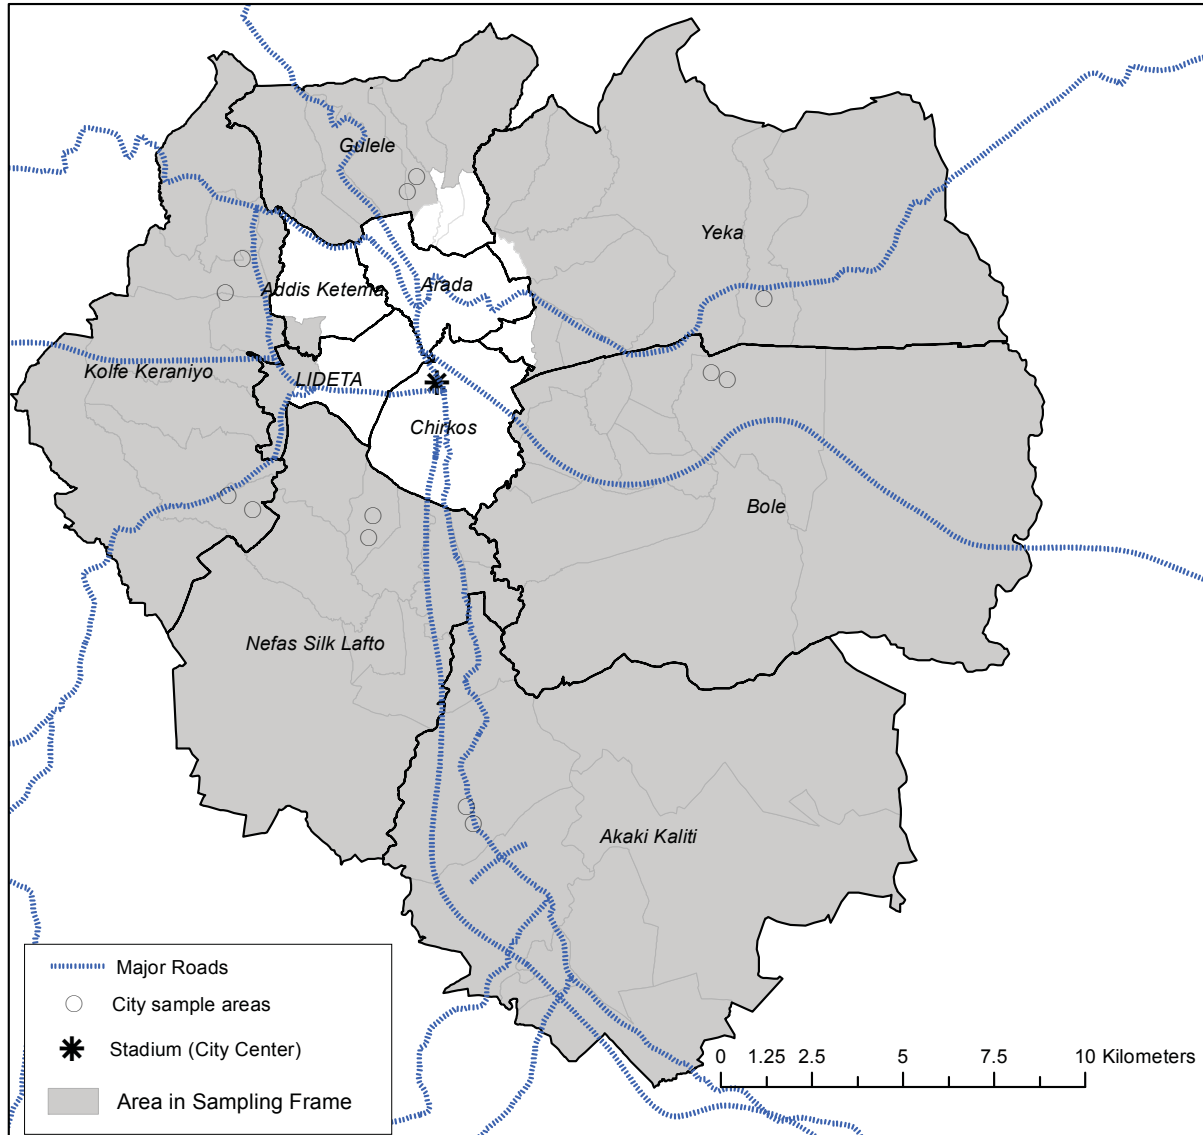 Gulele
Yeka
Addis Ketema
Arada
Kolfe Keraniyo
LIDETA
Chirkos
Bole
Nefas Silk Lafto
Akaki Kaliti
Major Roads
City sample areas
Stadium (City Center)
Area in Sampling Frame
0 1.25 2.5 5 7.5 10 Kilometers